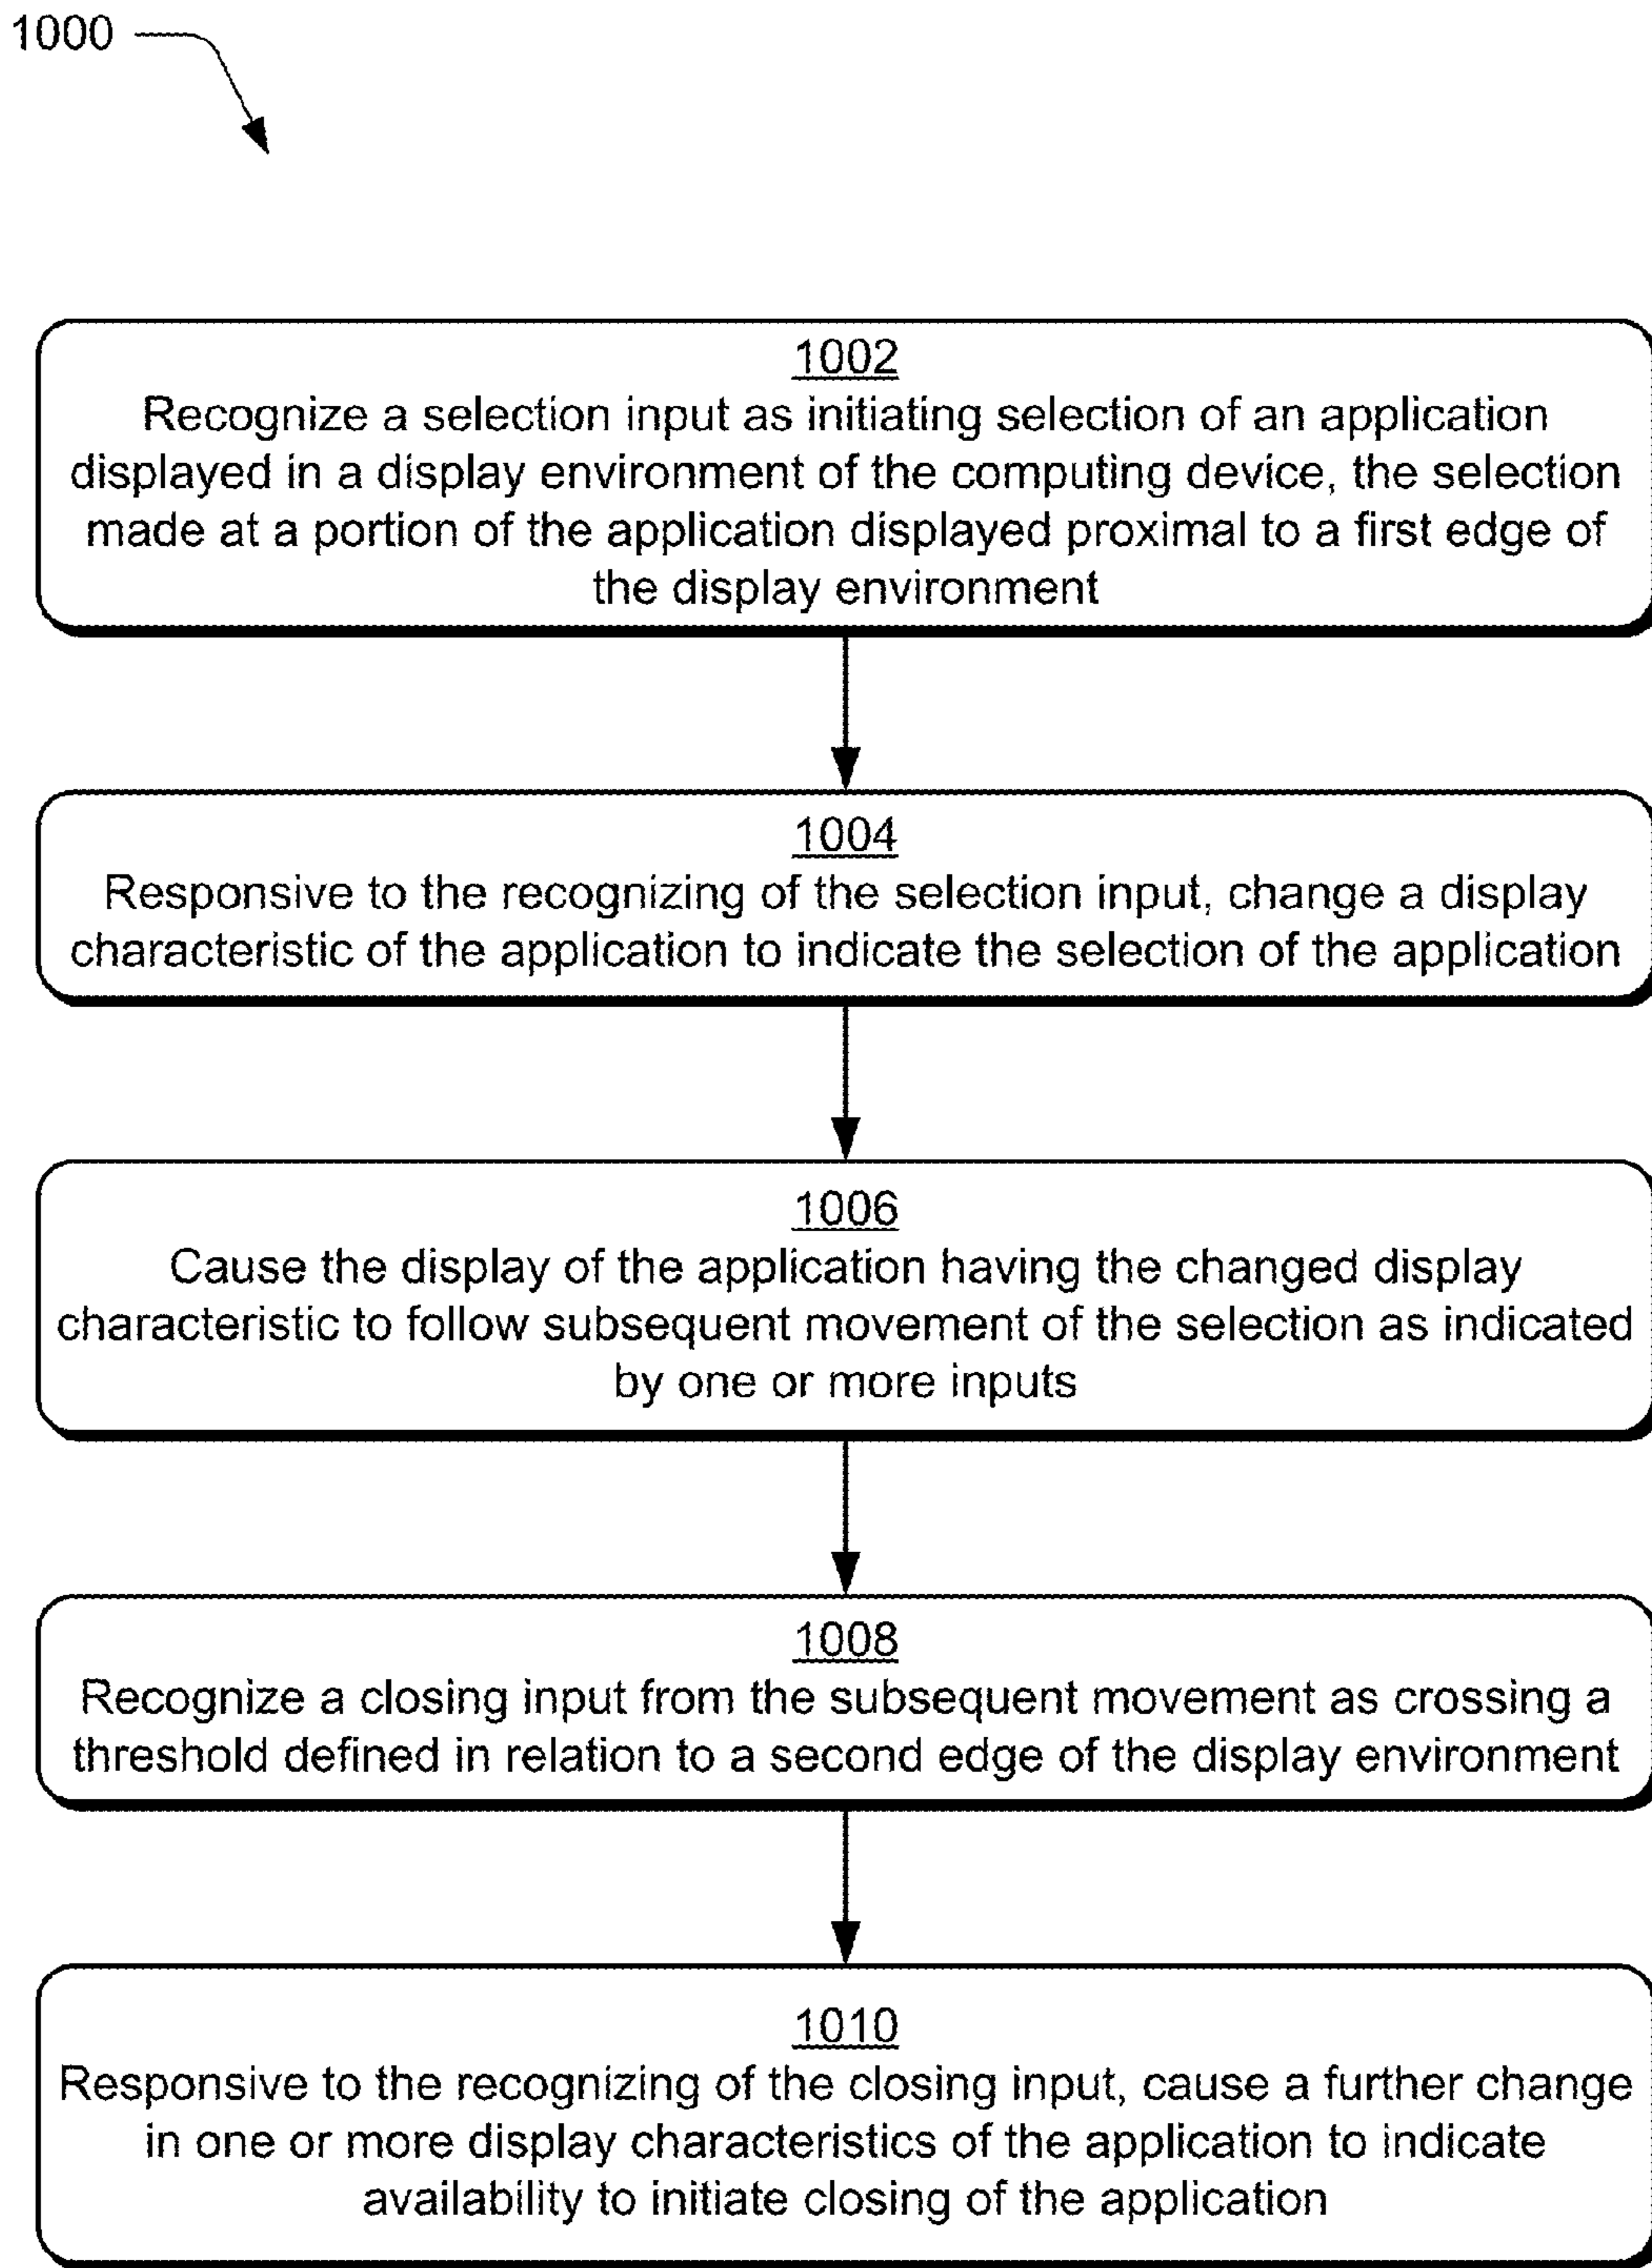 1000
1002
Recognize a selection input as initiating selection of an application
displayed in a display environment of the computing device, the selection
made at a portion of the application displayed proximal to a first edge of
the display environment
1004
Responsive to the recognizing of the selection input, change a display
characteristic of the application to indicate the selection of the application
1006
Cause the display of the application having the changed display
characteristic to follow subsequent movement of the selection as indicated
by one or more inputs
1008
Recognize a closing input from the subsequent movement as crossing a
threshold defined in relation to a second edge of the display environment
1010
Responsive to the recognizing of the closing input, cause a further change
in one or more display characteristics of the application to indicate
availability to initiate closing of the application